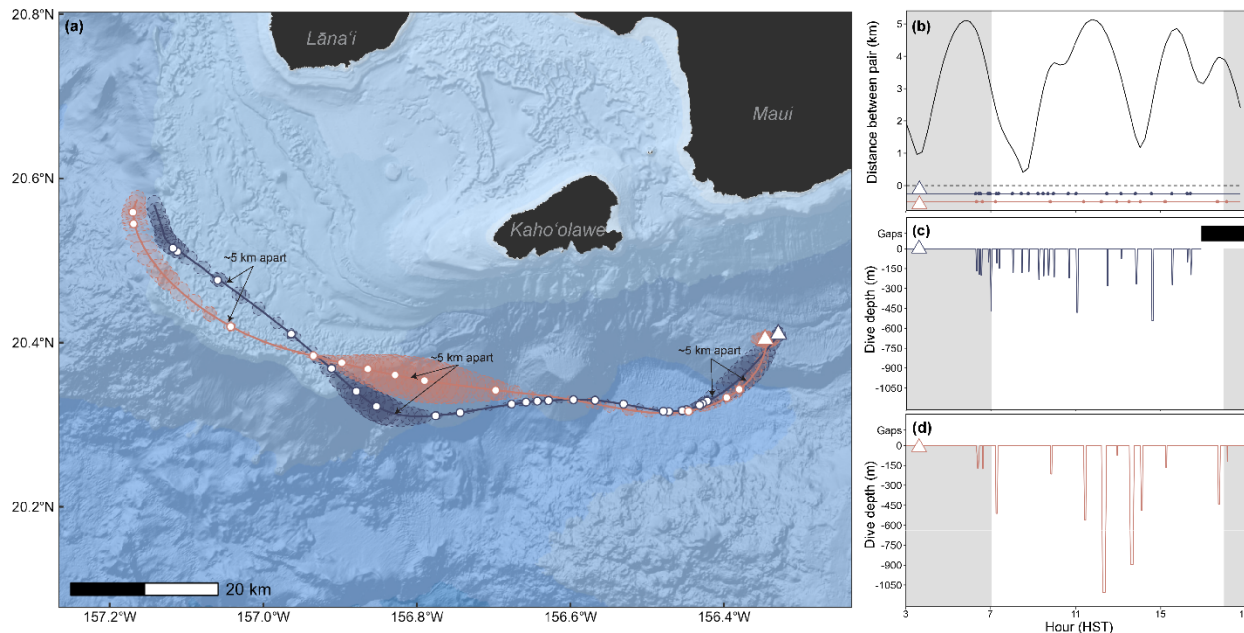 (a)
Lāna‘i
Maui
Kaho‘olawe
~5 km apart
~5 km apart
~5 km apart
20 km
20.8°N
20.6°N
20.4°N
20.2°N
157.2°W
157.0°W
156.8°W
156.6°W
156.4°W
(b)
Distance between pair (km)
5
4
3
2
1
0
(c)
Gaps
Dive depth (m)
0
-150
-300
-450
-600
-750
-900
-1050
(d)
Gaps
Dive depth (m)
0
-150
-300
-450
-600
-750
-900
-1050
3
7
11
15
Hour (HST)